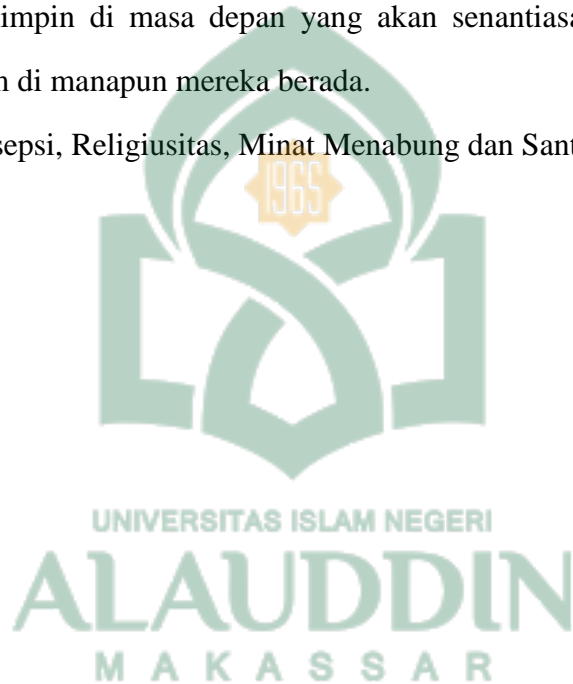 impin di masa depan yang akan senantiasa
n di manapun mereka berada.
sepsi, Religiusitas, Minat Menabung dan Sant
1965
UNIVERSITAS ISLAM NEGERI
ALAUDDIN
MAKASSAR